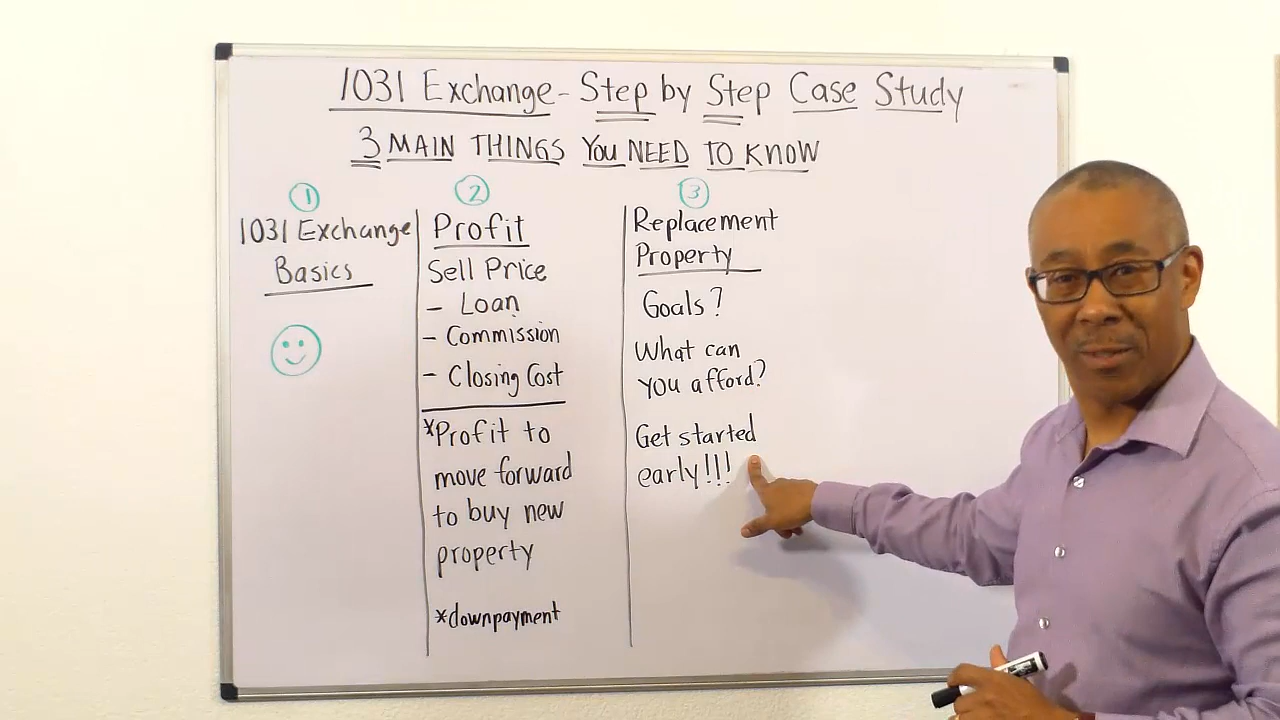 1031 Exchange - Step by Step Case Study
3 MAIN THINGS YOU NEED TO KNOW
1
1031 Exchange
Basics
2
Profit
Sell Price
- Loan
- Commission
- Closing Cost
*Profit to
move forward
to buy new
property
*downpayment
3
Replacement
Property
Goals?
What can
you afford?
Get started
early!!!